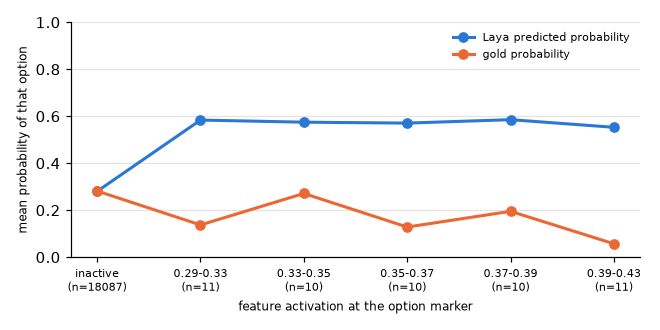 1.0
0.8
0.6
0.4
0.2
0.0
mean probability of that option
Laya predicted probability
gold probability
inactive
(n=18087)
0.29-0.33
(n=11)
0.33-0.35
(n=10)
0.35-0.37
(n=10)
0.37-0.39
(n=10)
0.39-0.43
(n=11)
feature activation at the option marker